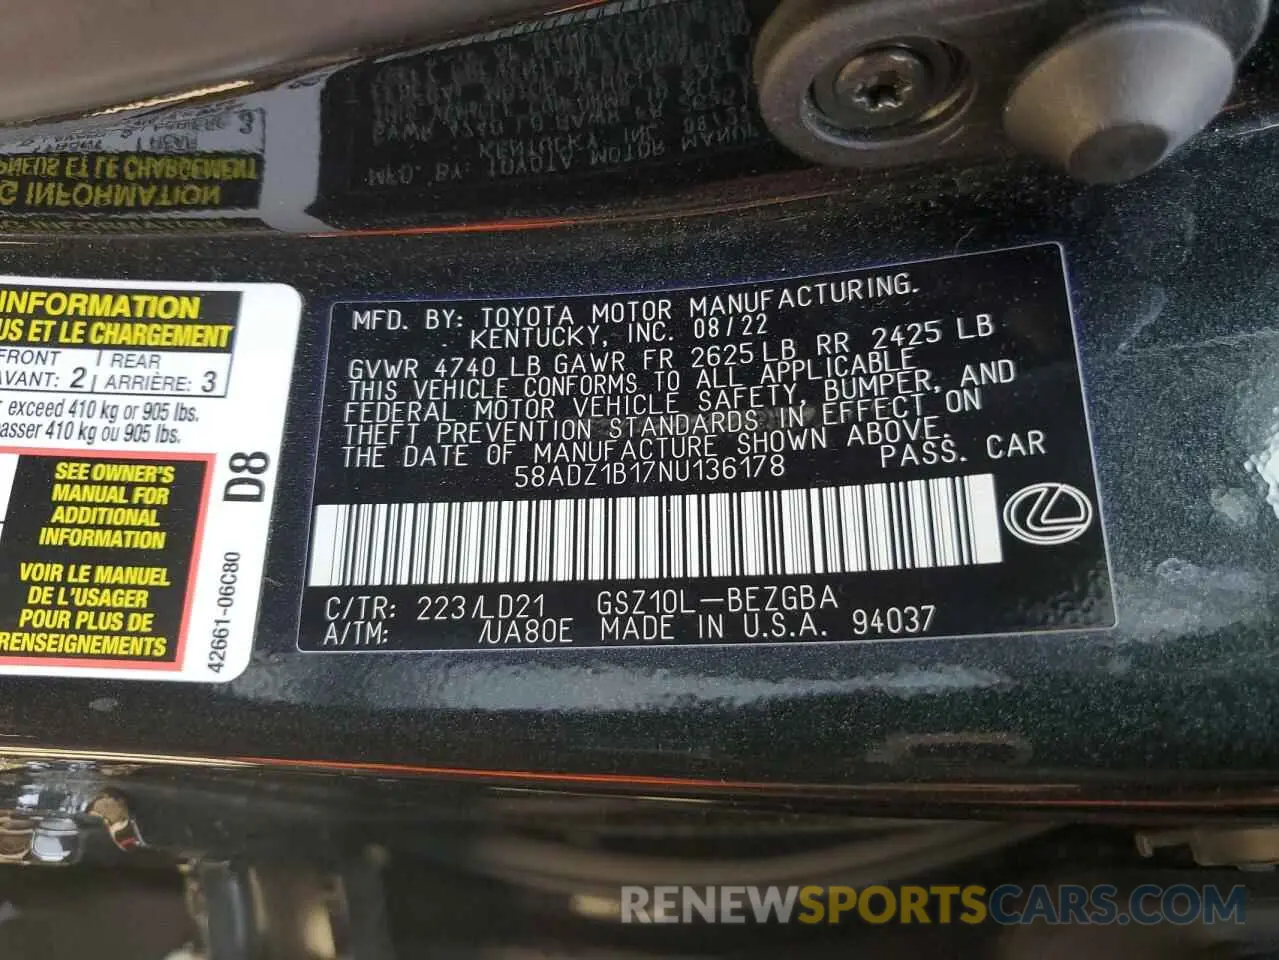 INFORMATION
US ET LE CHARGEMENT
FRONT | REAR
AVANT: 2 | ARRIÈRE: 3
exceed 410 kg or 905 lbs.
asser 410 kg ou 905 lbs.
SEE OWNER'S
MANUAL FOR
ADDITIONAL
INFORMATION
VOIR LE MANUEL
DE L'USAGER
POUR PLUS DE
RENSEIGNEMENTS
D8
42661-06C80
MFD. BY: TOYOTA MOTOR MANUFACTURING.
KENTUCKY, INC. 08/22
GVWR 4740 LB GAWR FR 2625 LB RR 2425 LB
THIS VEHICLE CONFORMS TO ALL APPLICABLE
FEDERAL MOTOR VEHICLE SAFETY, BUMPER, AND
THEFT PREVENTION STANDARDS IN EFFECT ON
THE DATE OF MANUFACTURE SHOWN ABOVE.
58ADZ1B17NU136178 PASS. CAR
C/TR: 223/LD21 GSZ10L-BEZGBA
A/TM: /UA80E MADE IN U.S.A. 94037
RENEWSPORTSCARS.COM